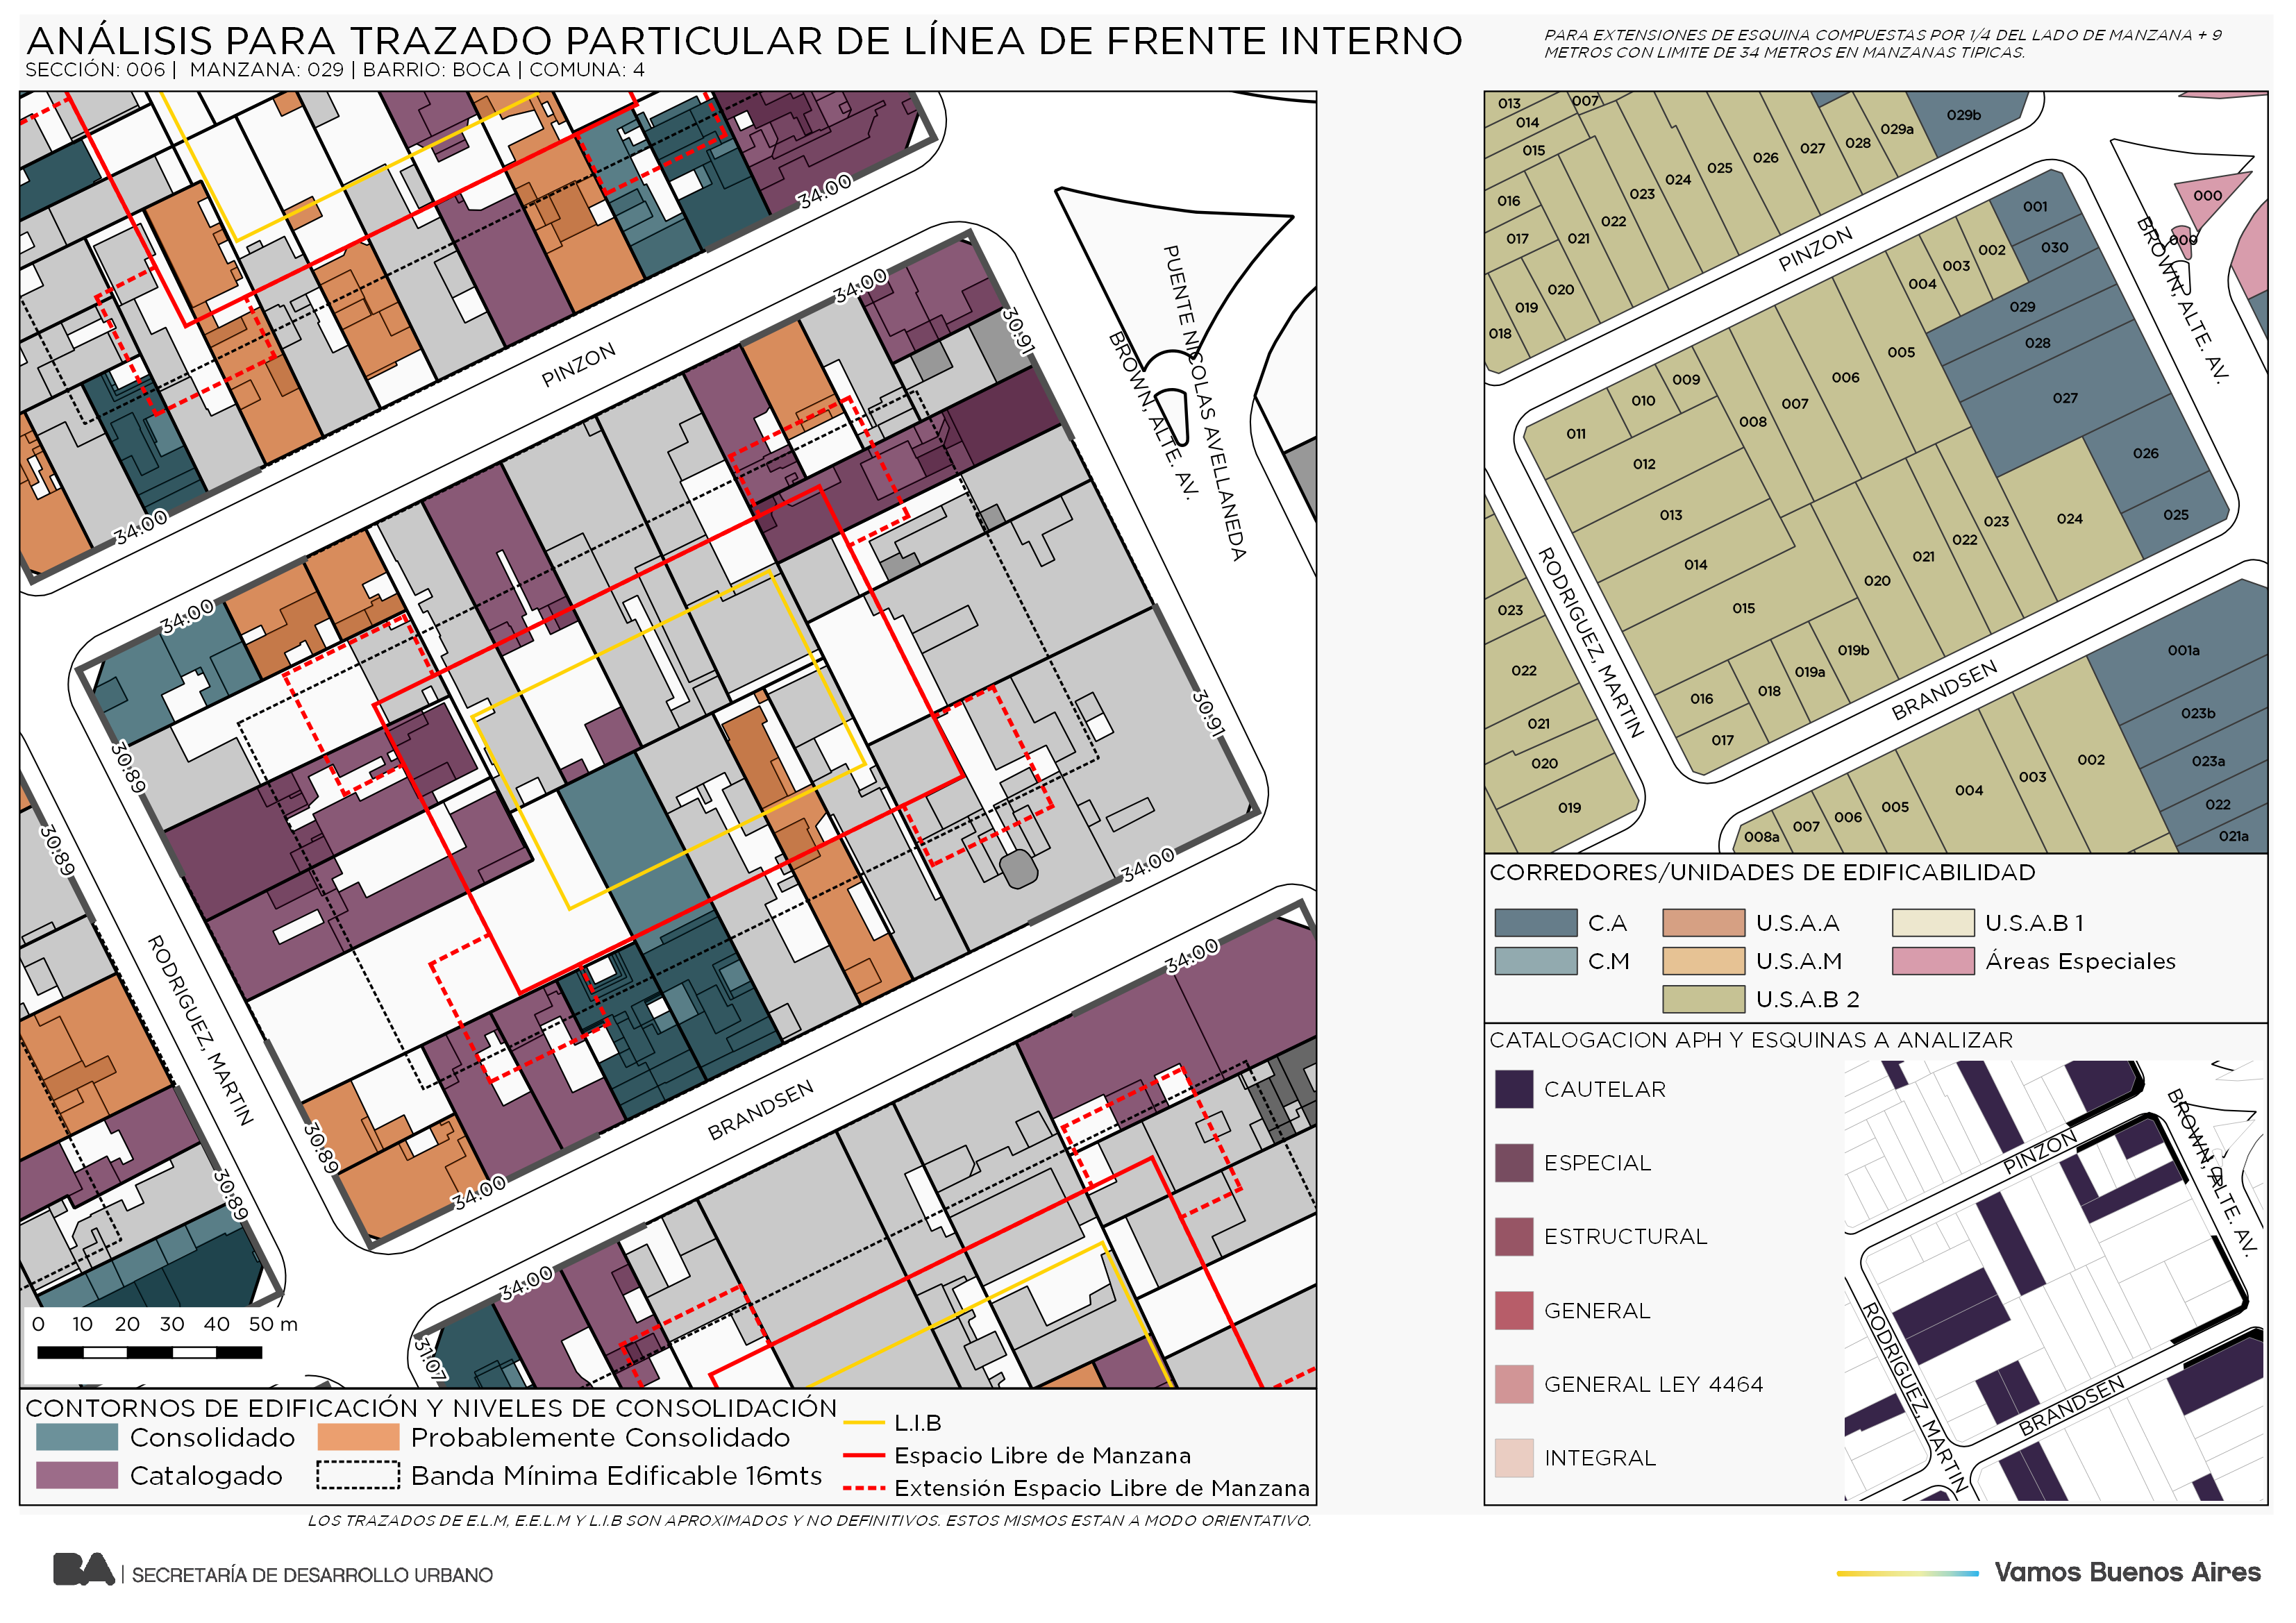 ANÁLISIS PARA TRAZADO PARTICULAR DE LÍNEA DE FRENTE INTERNO
SECCIÓN: 006 | MANZANA: 029 | BARRIO: BOCA | COMUNA: 4
PARA EXTENSIONES DE ESQUINA COMPUESTAS POR 1/4 DEL LADO DE MANZANA + 9
METROS CON LIMITE DE 34 METROS EN MANZANAS TIPICAS.
34.00
34.00
34.00
34.00
30.91
30.91
30.89
30.89
30.89
30.89
34.00
34.00
34.00
34.00
31.07
PINZON
BRANDSEN
RODRIGUEZ, MARTIN
BROWN, ALTE. AV.
PUENTE NICOLAS AVELLANEDA
0 10 20 30 40 50 m
CONTORNOS DE EDIFICACIÓN Y NIVELES DE CONSOLIDACIÓN
Consolidado
Probablemente Consolidado
Catalogado
Banda Mínima Edificable 16mts
L.I.B
Espacio Libre de Manzana
Extensión Espacio Libre de Manzana
LOS TRAZADOS DE E.L.M, E.E.L.M Y L.I.B SON APROXIMADOS Y NO DEFINITIVOS. ESTOS MISMOS ESTAN A MODO ORIENTATIVO.
013
007
014
015
016
017
018
019
020
021
022
023
024
025
026
027
028
029a
029b
PINZON
000
009
BROWN, ALTE. AV.
001
030
002
003
004
029
028
005
006
007
008
009
010
011
012
013
014
015
027
026
025
024
023
022
021
020
019b
019a
018
016
017
RODRIGUEZ, MARTIN
BRANDSEN
023
022
021
020
019
001a
023b
023a
022
021a
002
003
004
005
006
007
008a
CORREDORES/UNIDADES DE EDIFICABILIDAD
C.A
U.S.A.A
U.S.A.B 1
C.M
U.S.A.M
Áreas Especiales
U.S.A.B 2
CATALOGACION APH Y ESQUINAS A ANALIZAR
CAUTELAR
ESPECIAL
ESTRUCTURAL
GENERAL
GENERAL LEY 4464
INTEGRAL
PINZON
BROWN, ALTE. AV.
RODRIGUEZ, MARTIN
BRANDSEN
BA | SECRETARÍA DE DESARROLLO URBANO
Vamos Buenos Aires